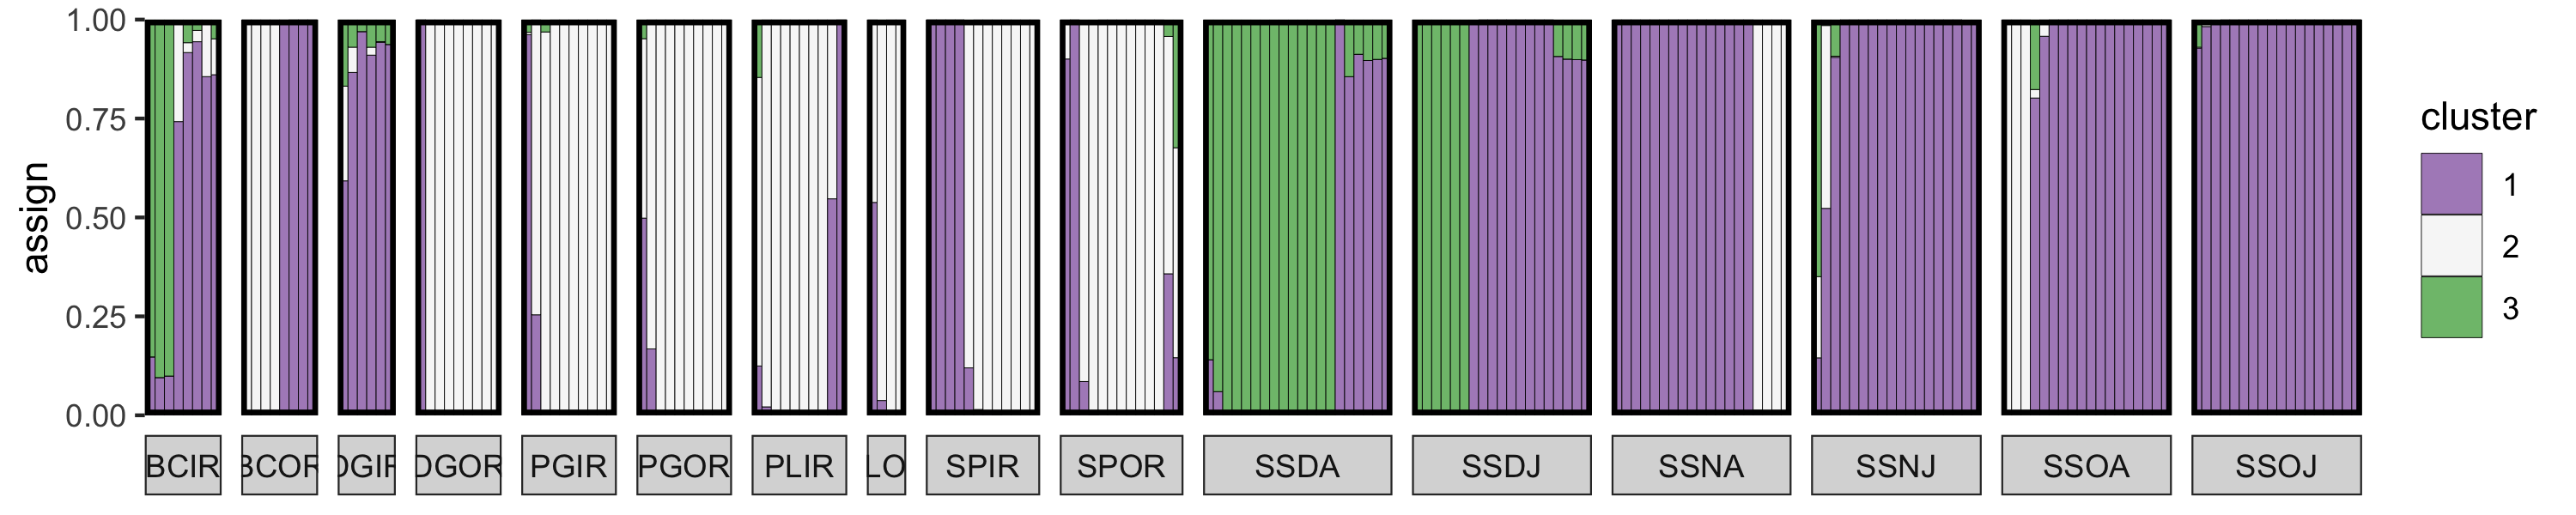 1.00
0.75
0.50
0.25
0.00
assign
BCIR BCOR DGIR DGOR PGIR PGOR PLIR LO SPIR SPOR SSDA SSDJ SSNA SSNJ SSOA SSOJ
cluster
1
2
3